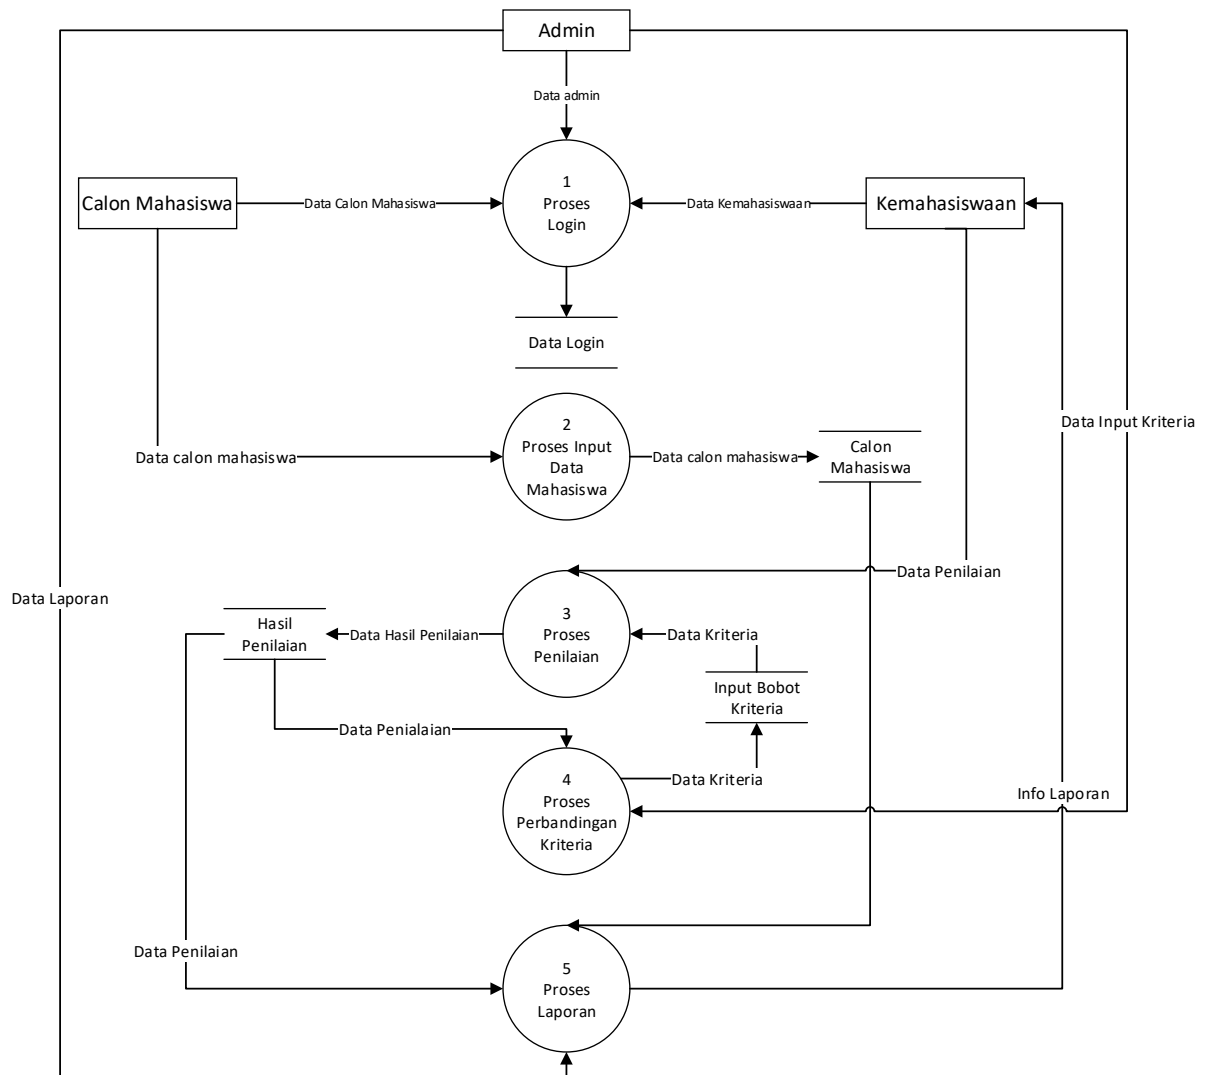 Admin
Data admin
1
Proses
Login
Calon Mahasiswa
Data Calon Mahasiswa
Data Kemahasiswaan
Kemahasiswaan
Data Login
2
Proses Input
Data
Mahasiswa
Data calon mahasiswa
Data calon mahasiswa
Calon
Mahasiswa
Data Input Kriteria
Data Penilaian
Data Laporan
Hasil
Penilaian
Data Hasil Penilaian
3
Proses
Penilaian
Data Kriteria
Input Bobot
Kriteria
Data Penialaian
4
Proses
Perbandingan
Kriteria
Data Kriteria
Info Laporan
Data Penilaian
5
Proses
Laporan